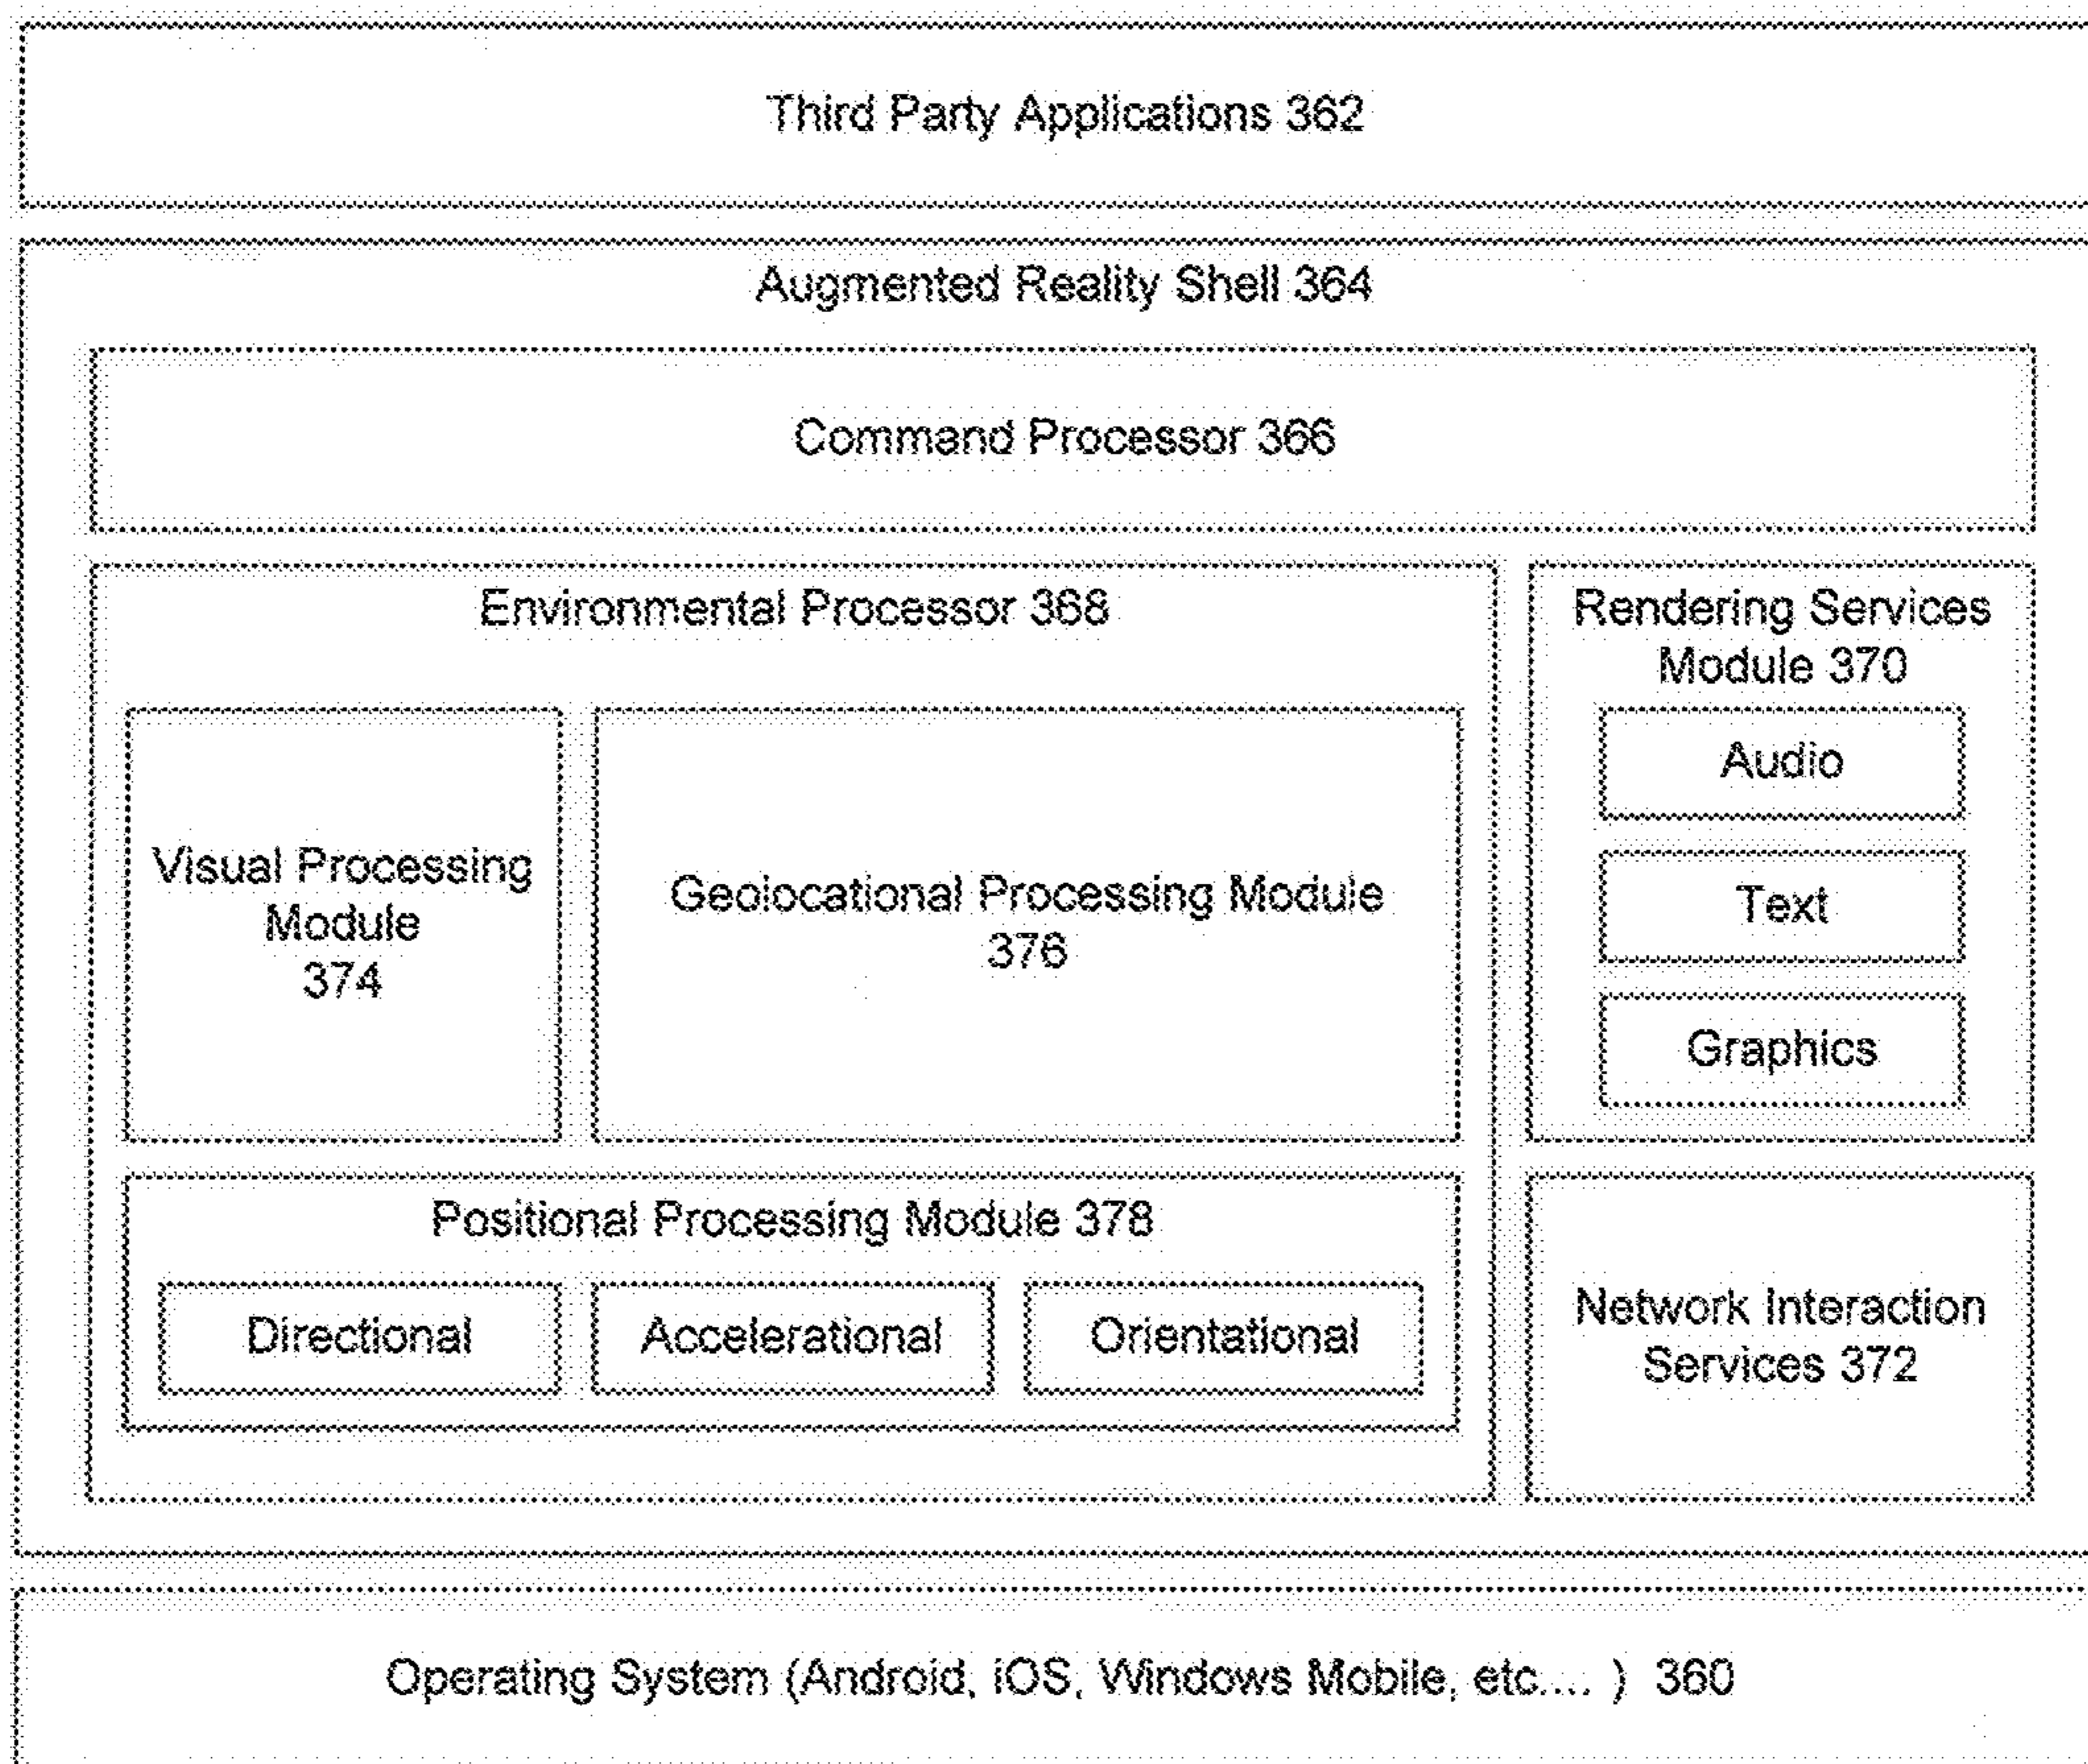 Third Party Applications 362
Augmented Reality Shell 364
Command Processor 366
Environmental Processor 368
Rendering Services
Module 370
Audio
Text
Graphics
Visual Processing
Module
374
Geolocational Processing Module
376
Positional Processing Module 378
Directional
Accelerational
Orientational
Network Interaction
Services 372
Operating System (Android, iOS, Windows Mobile, etc.... ) 360